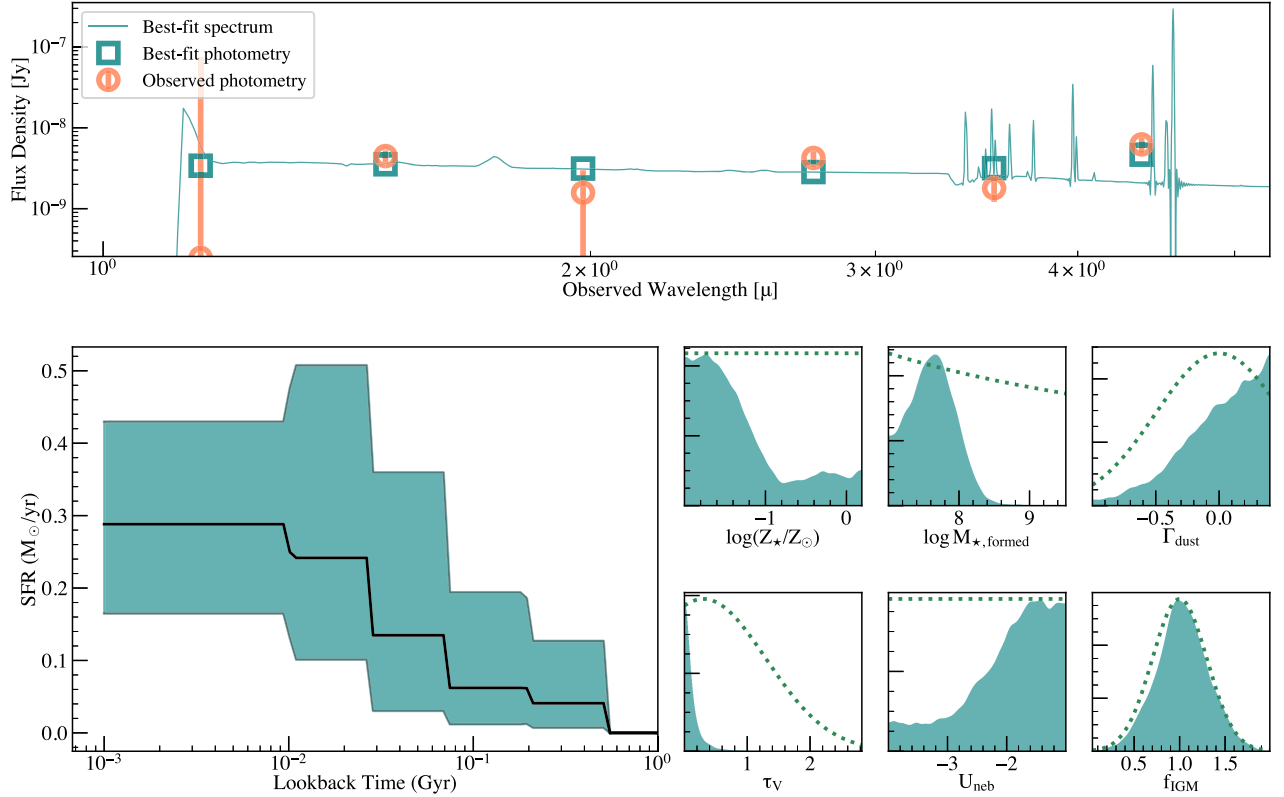 Best-fit spectrum
Best-fit photometry
Observed photometry
Flux Density [Jy]
10⁻⁷
10⁻⁸
10⁻⁹
10⁰ 2 × 10⁰ 3 × 10⁰ 4 × 10⁰
Observed Wavelength [μ]
SFR (M⊙/yr)
0.5
0.4
0.3
0.2
0.1
0.0
10⁻³ 10⁻² 10⁻¹ 10⁰
Lookback Time (Gyr)
−1 0
log(Z⋆/Z⊙)
8 9
log M⋆,formed
−0.5 0.0
Γdust
1 2
τV
−3 −2
Uneb
0.5 1.0 1.5
fIGM